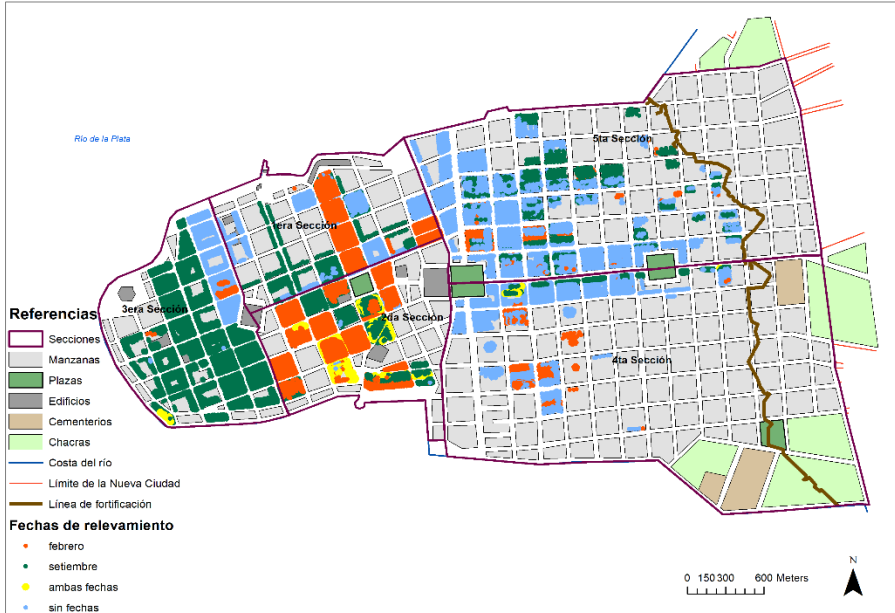 Río de la Plata
5ta Sección
1era Sección
3era Sección
2da Sección
4ta Sección
Referencias
Secciones
Manzanas
Plazas
Edificios
Cementerios
Chacras
Costa del río
Límite de la Nueva Ciudad
Línea de fortificación
Fechas de relevamiento
febrero
setiembre
ambas fechas
sin fechas
N
0 150300 600 Meters